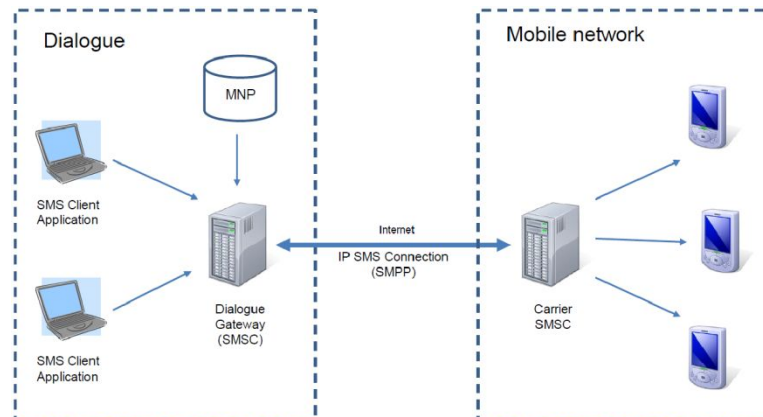 Dialogue
MNP
SMS Client
Application
SMS Client
Application
Dialogue
Gateway
(SMSC)
Internet
IP SMS Connection
(SMPP)
Mobile network
Carrier
SMSC